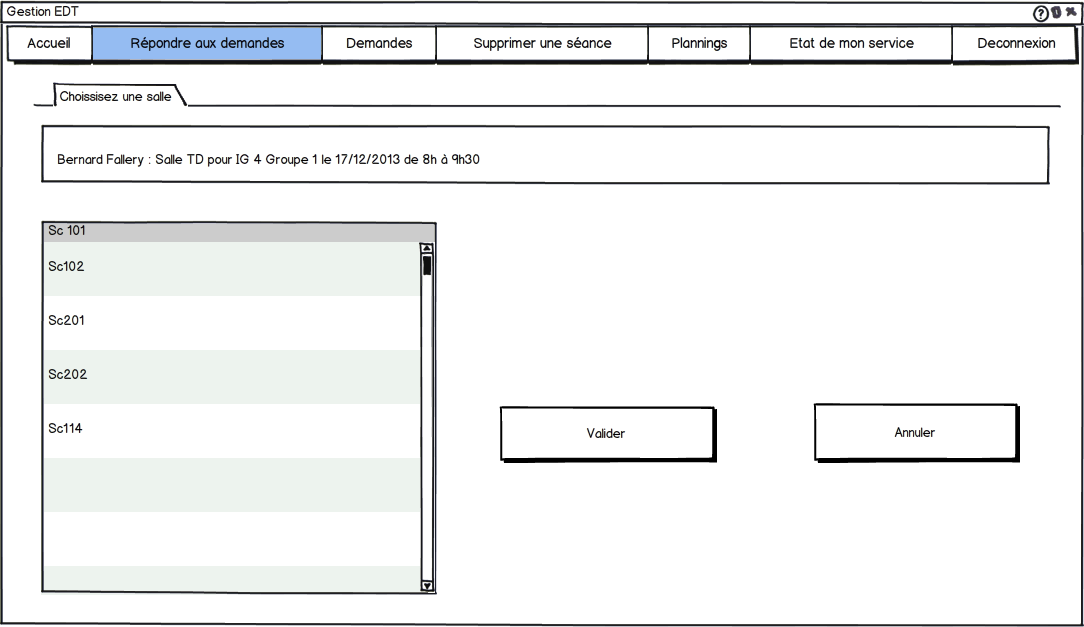 Gestion EDT
Accueil Répondre aux demandes Demandes Supprimer une séance Plannings Etat de mon service Deconnexion
Choissisez une salle
Bernard Fallery : Salle TD pour IG 4 Groupe 1 le 17/12/2013 de 8h à 9h30
Sc 101
Sc102
Sc201
Sc202
Sc114
Valider Annuler